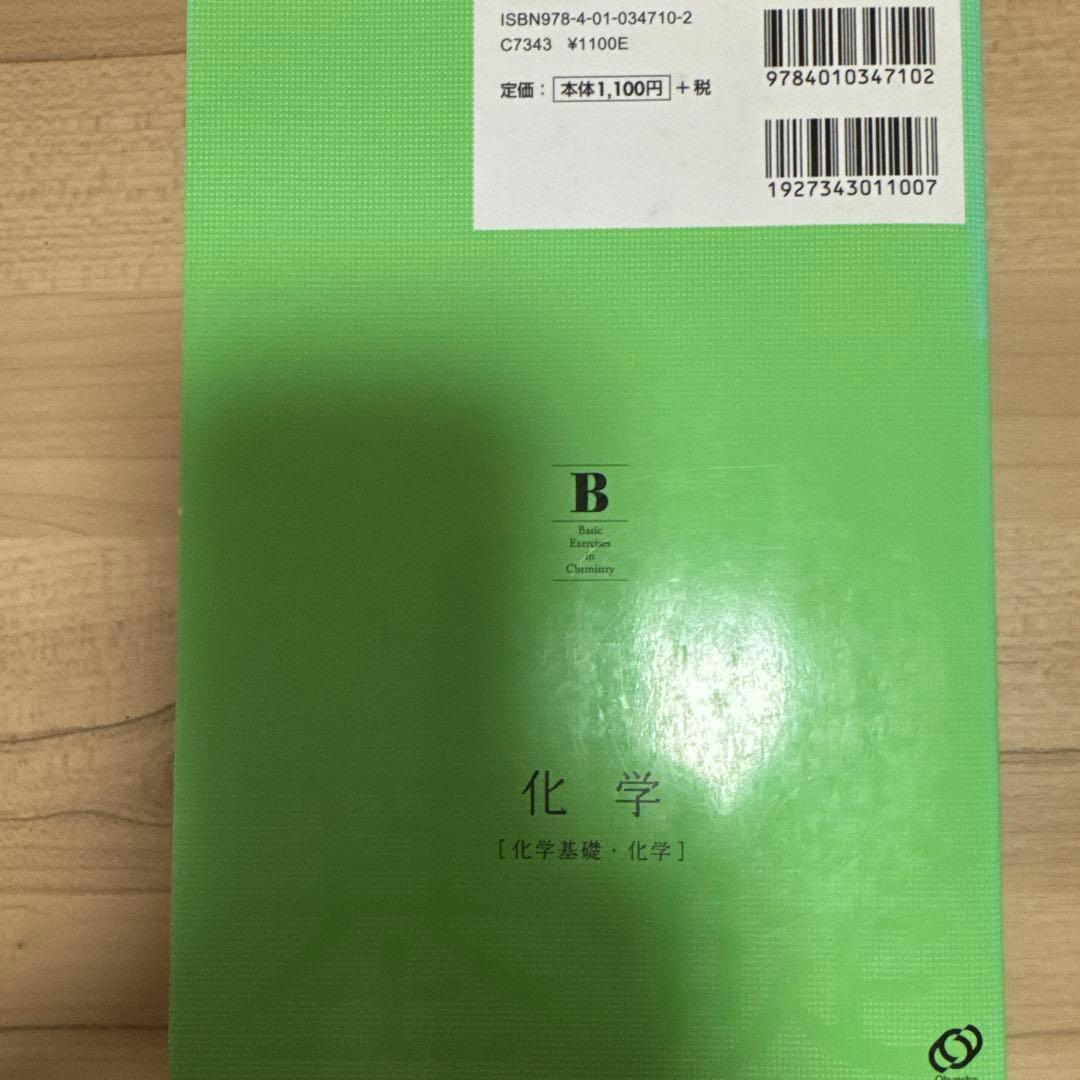 ISBN978-4-01-034710-2
C7343 ¥1100E
定価：本体1,100円＋税
9784010347102
1927343011007
B
Basic
Exercises
in
Chemistry
化学
［化学基礎・化学］
Obunsha